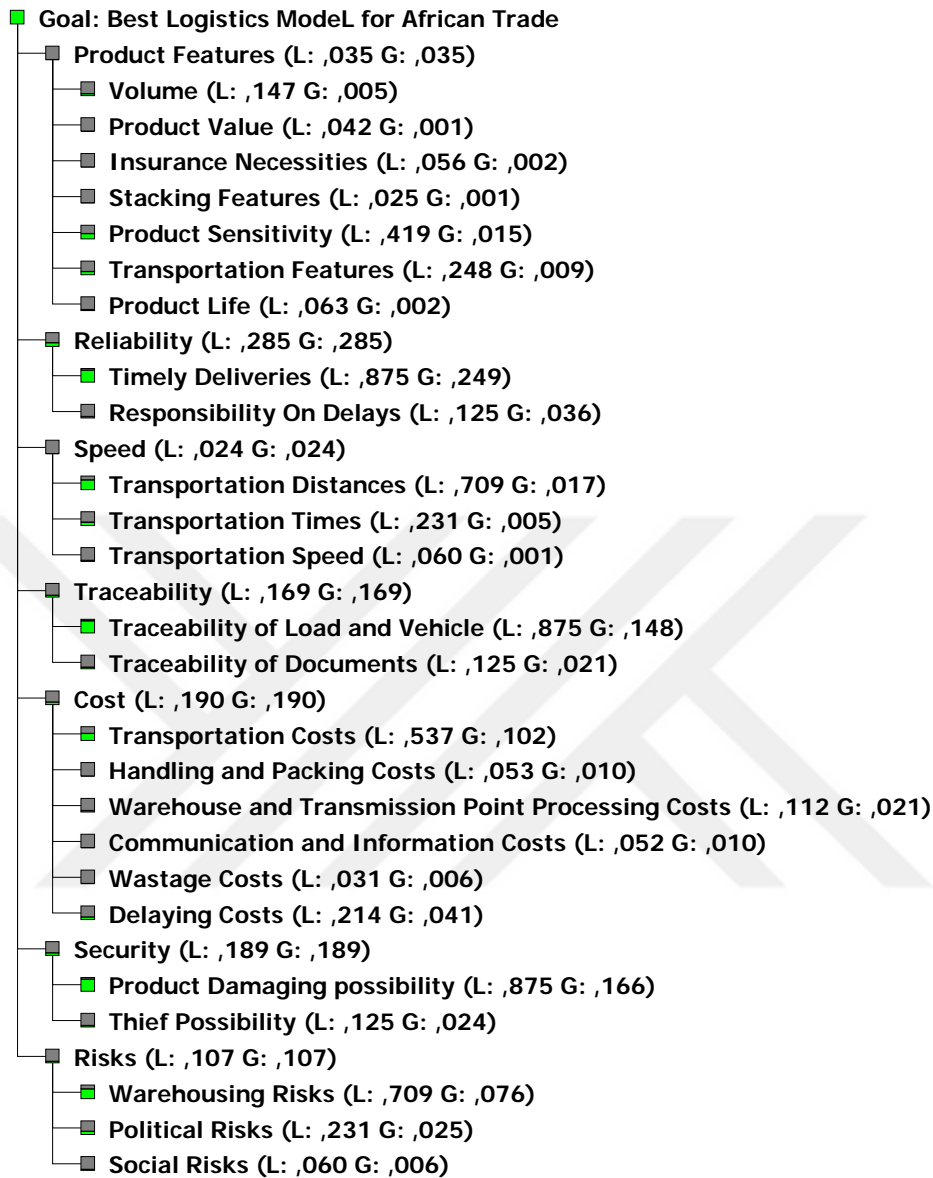 Goal: Best Logistics ModeL for African Trade
Product Features (L: ,035 G: ,035)
Volume (L: ,147 G: ,005)
Product Value (L: ,042 G: ,001)
Insurance Necessities (L: ,056 G: ,002)
Stacking Features (L: ,025 G: ,001)
Product Sensitivity (L: ,419 G: ,015)
Transportation Features (L: ,248 G: ,009)
Product Life (L: ,063 G: ,002)
Reliability (L: ,285 G: ,285)
Timely Deliveries (L: ,875 G: ,249)
Responsibility On Delays (L: ,125 G: ,036)
Speed (L: ,024 G: ,024)
Transportation Distances (L: ,709 G: ,017)
Transportation Times (L: ,231 G: ,005)
Transportation Speed (L: ,060 G: ,001)
Traceability (L: ,169 G: ,169)
Traceability of Load and Vehicle (L: ,875 G: ,148)
Traceability of Documents (L: ,125 G: ,021)
Cost (L: ,190 G: ,190)
Transportation Costs (L: ,537 G: ,102)
Handling and Packing Costs (L: ,053 G: ,010)
Warehouse and Transmission Point Processing Costs (L: ,112 G: ,021)
Communication and Information Costs (L: ,052 G: ,010)
Wastage Costs (L: ,031 G: ,006)
Delaying Costs (L: ,214 G: ,041)
Security (L: ,189 G: ,189)
Product Damaging possibility (L: ,875 G: ,166)
Thief Possibility (L: ,125 G: ,024)
Risks (L: ,107 G: ,107)
Warehousing Risks (L: ,709 G: ,076)
Political Risks (L: ,231 G: ,025)
Social Risks (L: ,060 G: ,006)